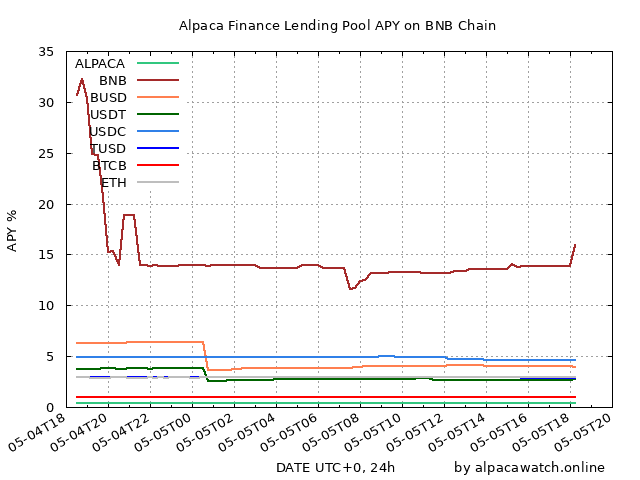 Alpaca Finance Lending Pool APY on BNB Chain
35
30
25
20
15
10
5
0
APY %
ALPACA
BNB
BUSD
USDT
USDC
TUSD
BTCB
ETH
05-04T18
05-04T20
05-04T22
05-05T00
05-05T02
05-05T04
05-05T06
05-05T08
05-05T10
05-05T12
05-05T14
05-05T16
05-05T18
05-05T20
DATE UTC+0, 24h
by alpacawatch.online